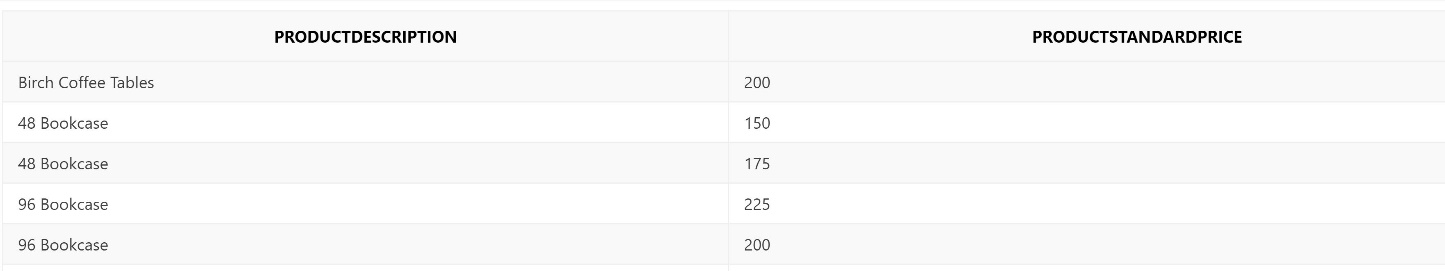 PRODUCTDESCRIPTION PRODUCTSTANDARDPRICE
Birch Coffee Tables 200
48 Bookcase 150
48 Bookcase 175
96 Bookcase 225
96 Bookcase 200